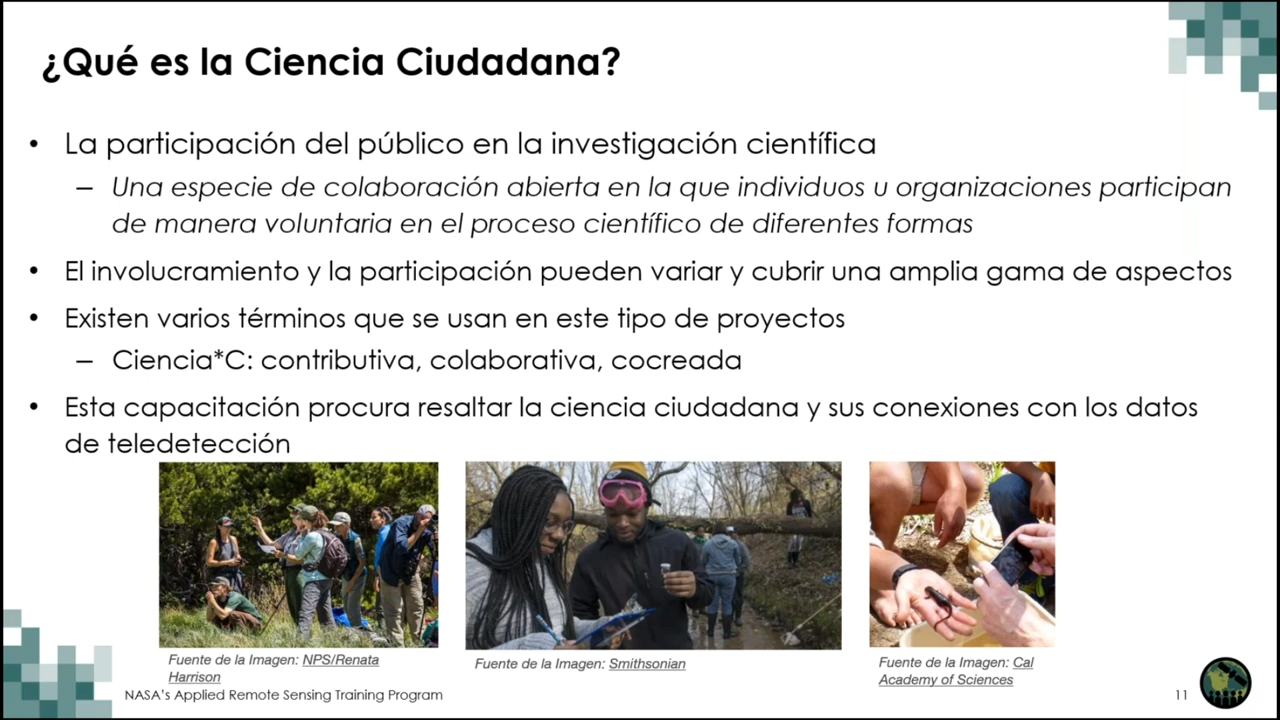 ¿Qué es la Ciencia Ciudadana?
• La participación del público en la investigación científica
– Una especie de colaboración abierta en la que individuos u organizaciones participan
de manera voluntaria en el proceso científico de diferentes formas
• El involucramiento y la participación pueden variar y cubrir una amplia gama de aspectos
• Existen varios términos que se usan en este tipo de proyectos
– Ciencia*C: contributiva, colaborativa, cocreada
• Esta capacitación procura resaltar la ciencia ciudadana y sus conexiones con los datos
de teledetección
Fuente de la Imagen: NPS/Renata
Harrison
Fuente de la Imagen: Smithsonian
Fuente de la Imagen: Cal
Academy of Sciences
NASA's Applied Remote Sensing Training Program
11